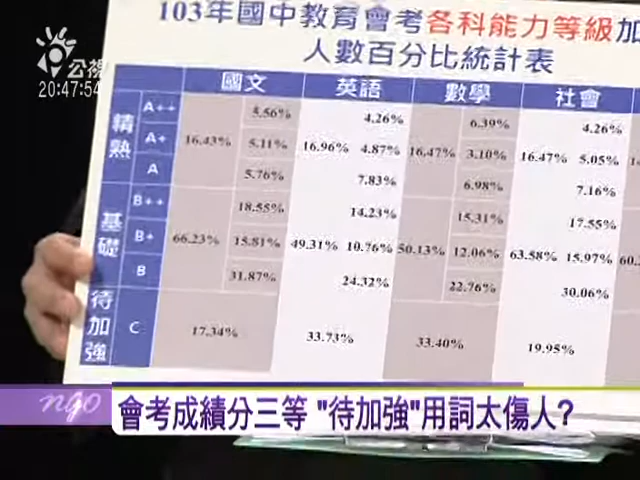 103年國中教育會考各科能力等級加
人數百分比統計表
公視
20:47:54
國文 英語 數學 社會
精熟 基礎 待加強
A++ 5.56% 4.26% 6.39% 4.26%
A+ 16.43% 5.11% 16.96% 4.87% 16.47% 3.10% 16.47% 5.05%
A 5.76% 7.83% 6.98% 7.16%
B++ 18.55% 14.23% 15.31% 17.55%
B+ 66.23% 15.81% 49.31% 10.76% 50.13% 12.06% 63.58% 15.97% 60.
B 31.87% 24.32% 22.76% 30.06%
C 17.34% 33.73% 33.40% 19.95%
ngo
會考成績分三等 "待加強"用詞太傷人?